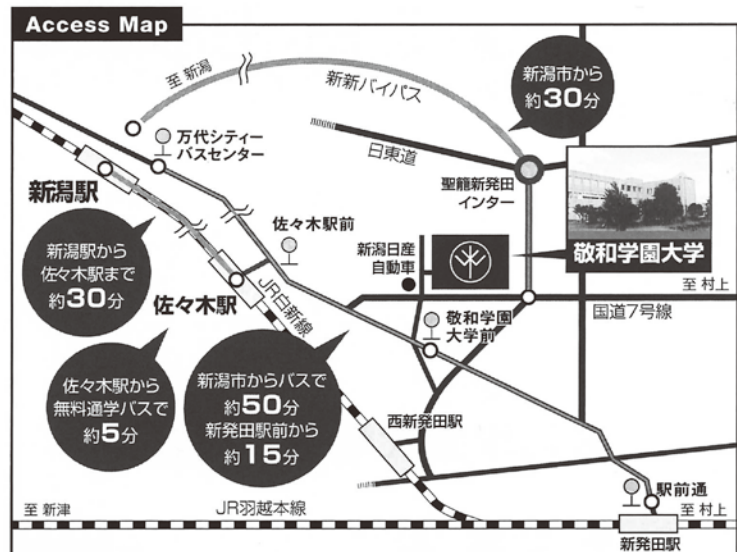 Access Map
至 新潟
新新バイパス
新潟市から
約30分
万代シティー
バスセンター
日東道
聖籠新発田
インター
新潟駅
佐々木駅前
新潟日産
自動車
敬和学園大学
新潟駅から
佐々木駅まで
約30分
至 村上
佐々木駅
JR白新線
国道7号線
敬和学園
大学前
佐々木駅から
無料通学バスで
約5分
新潟市からバスで
約50分
新発田駅前から
約15分
西新発田駅
駅前通
至 新津
JR羽越本線
至 村上
新発田駅